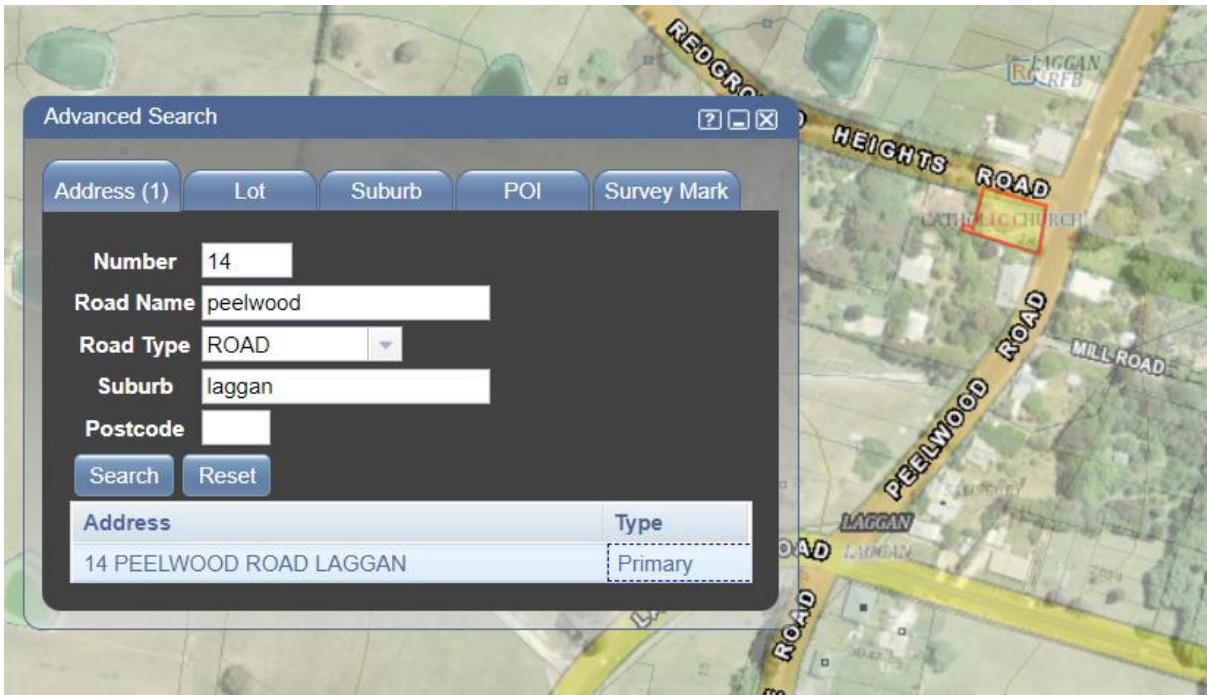 Advanced Search
?
Address (1)
Lot
Suburb
POI
Survey Mark
Number
14
Road Name
peelwood
Road Type
ROAD
Suburb
laggan
Postcode
Search
Reset
Address
Type
14 PEELWOOD ROAD LAGGAN
Primary
HEIGHTS
ROAD
LAGGAN
RFB
CATHOLIC CHURCH
PEELWOOD ROAD
MILL ROAD
LAGGAN
LAGGAN
ROAD